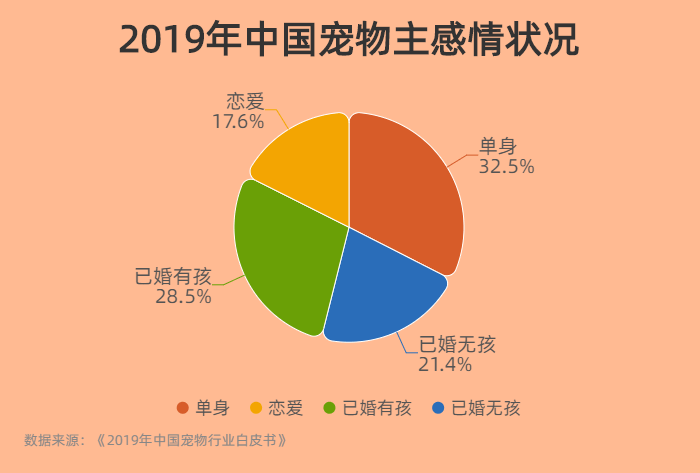 2019年中国宠物主感情状况
恋爱
17.6%
单身
32.5%
已婚有孩
28.5%
已婚无孩
21.4%
单身 恋爱 已婚有孩 已婚无孩
数据来源：《2019年中国宠物行业白皮书》